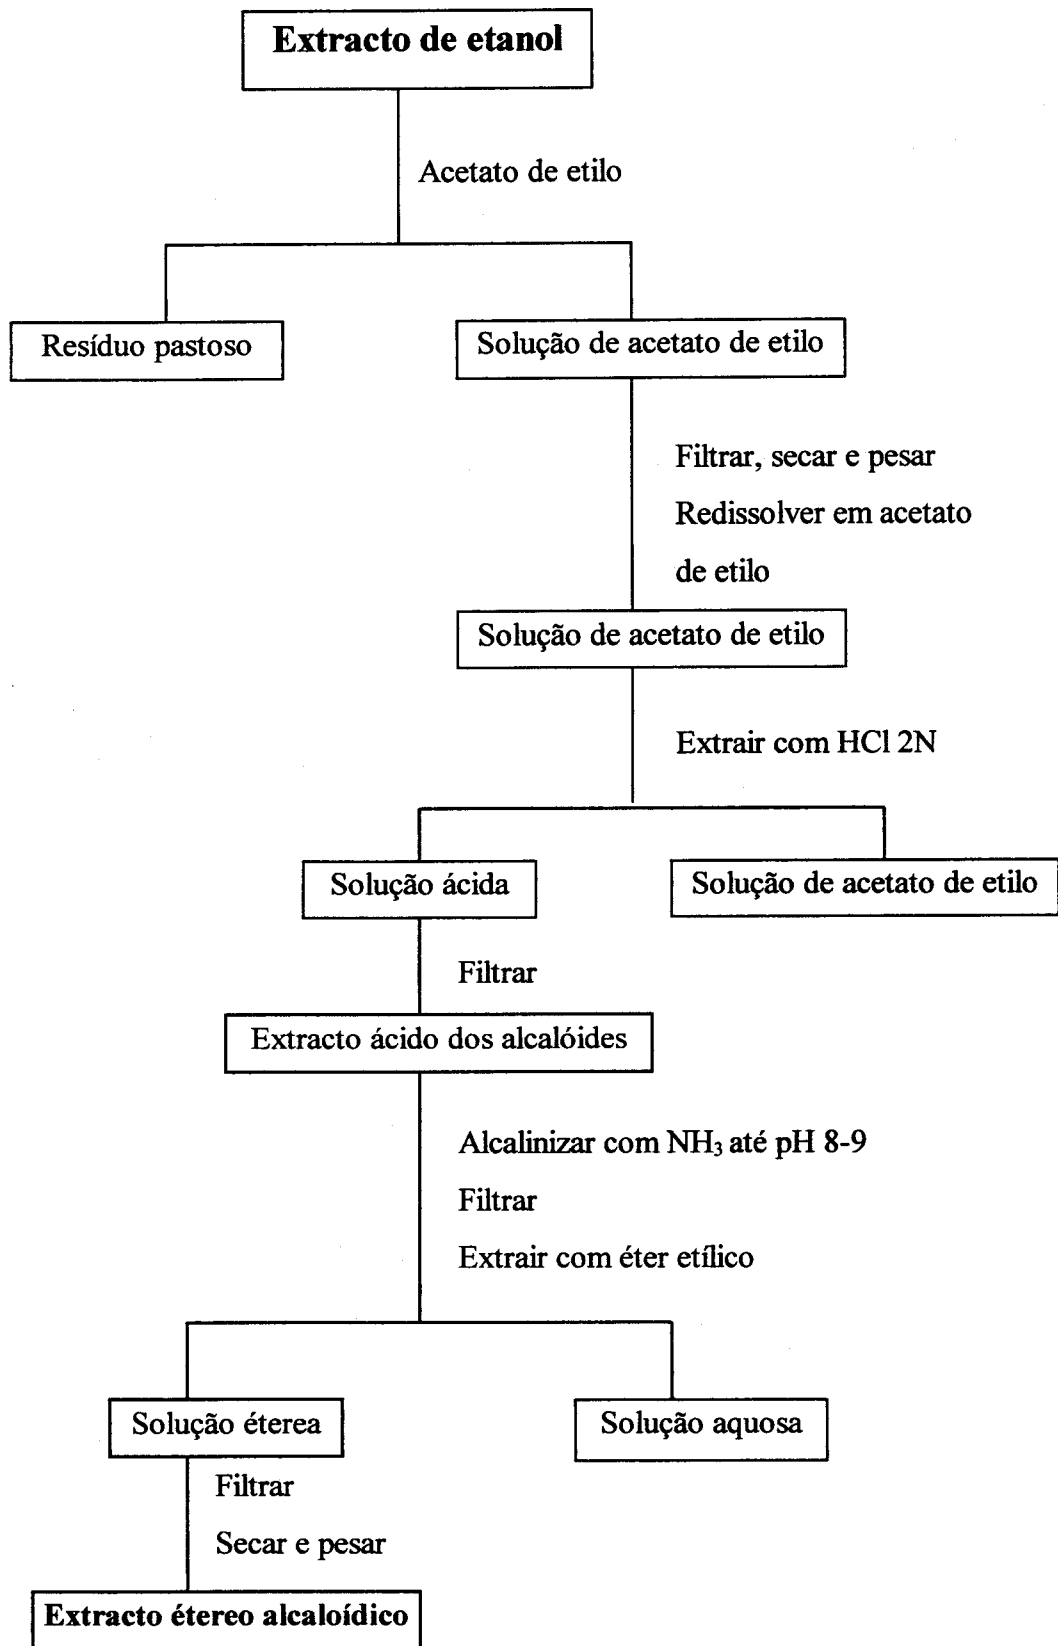 Extracto de etanol
Acetato de etilo
Resíduo pastoso
Solução de acetato de etilo
Filtrar, secar e pesar
Redissolver em acetato
de etilo
Solução de acetato de etilo
Extrair com HCl 2N
Solução ácida
Solução de acetato de etilo
Filtrar
Extracto ácido dos alcalóides
Alcalinizar com NH₃ até pH 8-9
Filtrar
Extrair com éter etílico
Solução éterea
Solução aquosa
Filtrar
Secar e pesar
Extracto étereo alcaloídico